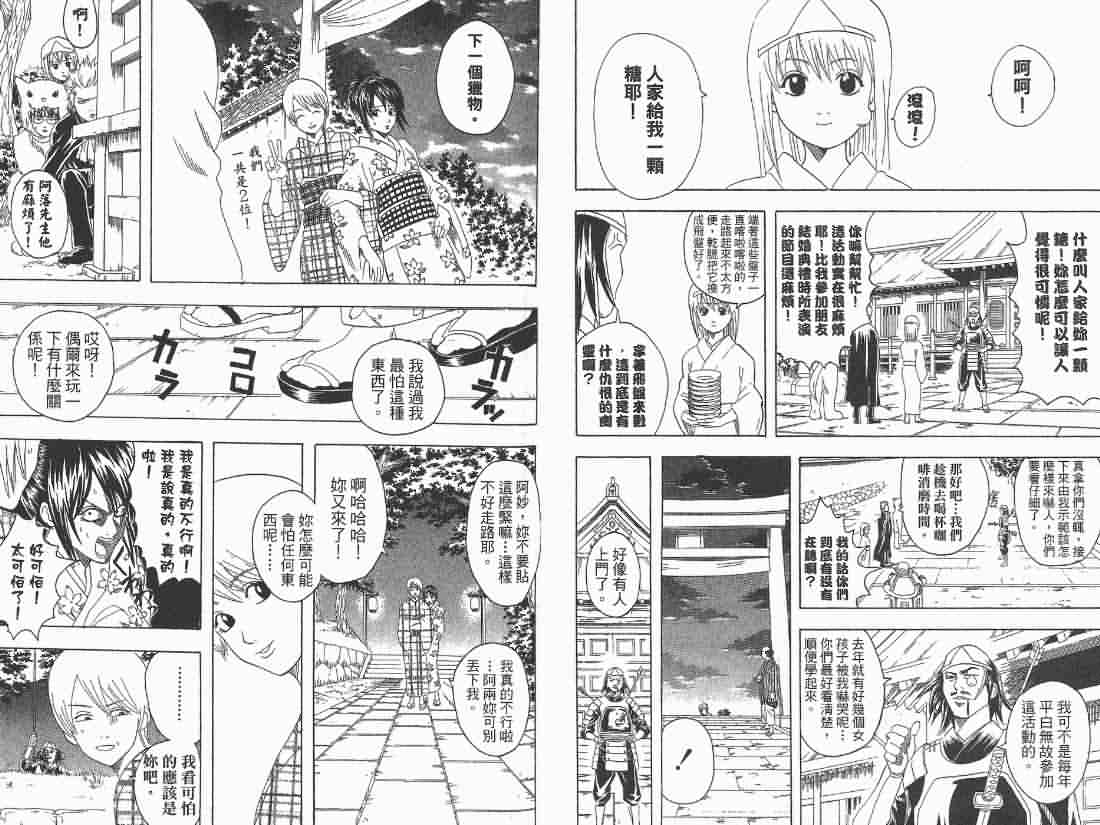 呵呵！
滾滾！
人家給我一顆
糖耶！
什麼叫人家給妳一顆
糖！妳怎麼可以讓人
覺得很可憐呢！
你嘛幫幫忙！
這活動實在很麻煩
耶！比我參加朋友
結婚典禮時所表演
的節目還麻煩！
端著這些盤子一
直喀啦喀啦的，
走路起來不太方
便，乾脆把它換
成飛盤好了。
拿著飛盤來數
，這到底是有
什麼仇恨的幽
靈啊？
真拿你們沒輒，接
下來由我示範該怎
麼樣來嚇人，你們
要看仔細了。
那好吧…我們
趁機去喝杯咖
啡消磨時間。
我的話你們
到底有沒有
在聽啊？
我可不是每年
平白無故參加
這活動的。
去年就有好幾個女
孩子被我嚇哭呢…
你們最好看清楚，
順便學起來。
好像有人
上門了。
！
下一個獵物。
我們
一共是2位！
啊！
阿落先生他
有麻煩了！
我說過我
最怕這種
東西了。
コロ
カラッ
カラ
哎呀！
偶爾來玩一
下有什麼關
係呢！
阿妙，妳不要貼
這麼緊嘛…這樣
不好走路耶。
我真的不行啦
…阿兩妳可別
丟下我。
啊哈哈哈！
妳又來了！
妳怎麼可能
會怕任何東
西呢……
我是真的不行啊！
我是說真的，真的
啦！
好可怕！
太可怕了！
………
我看可怕
的應該是
妳吧。